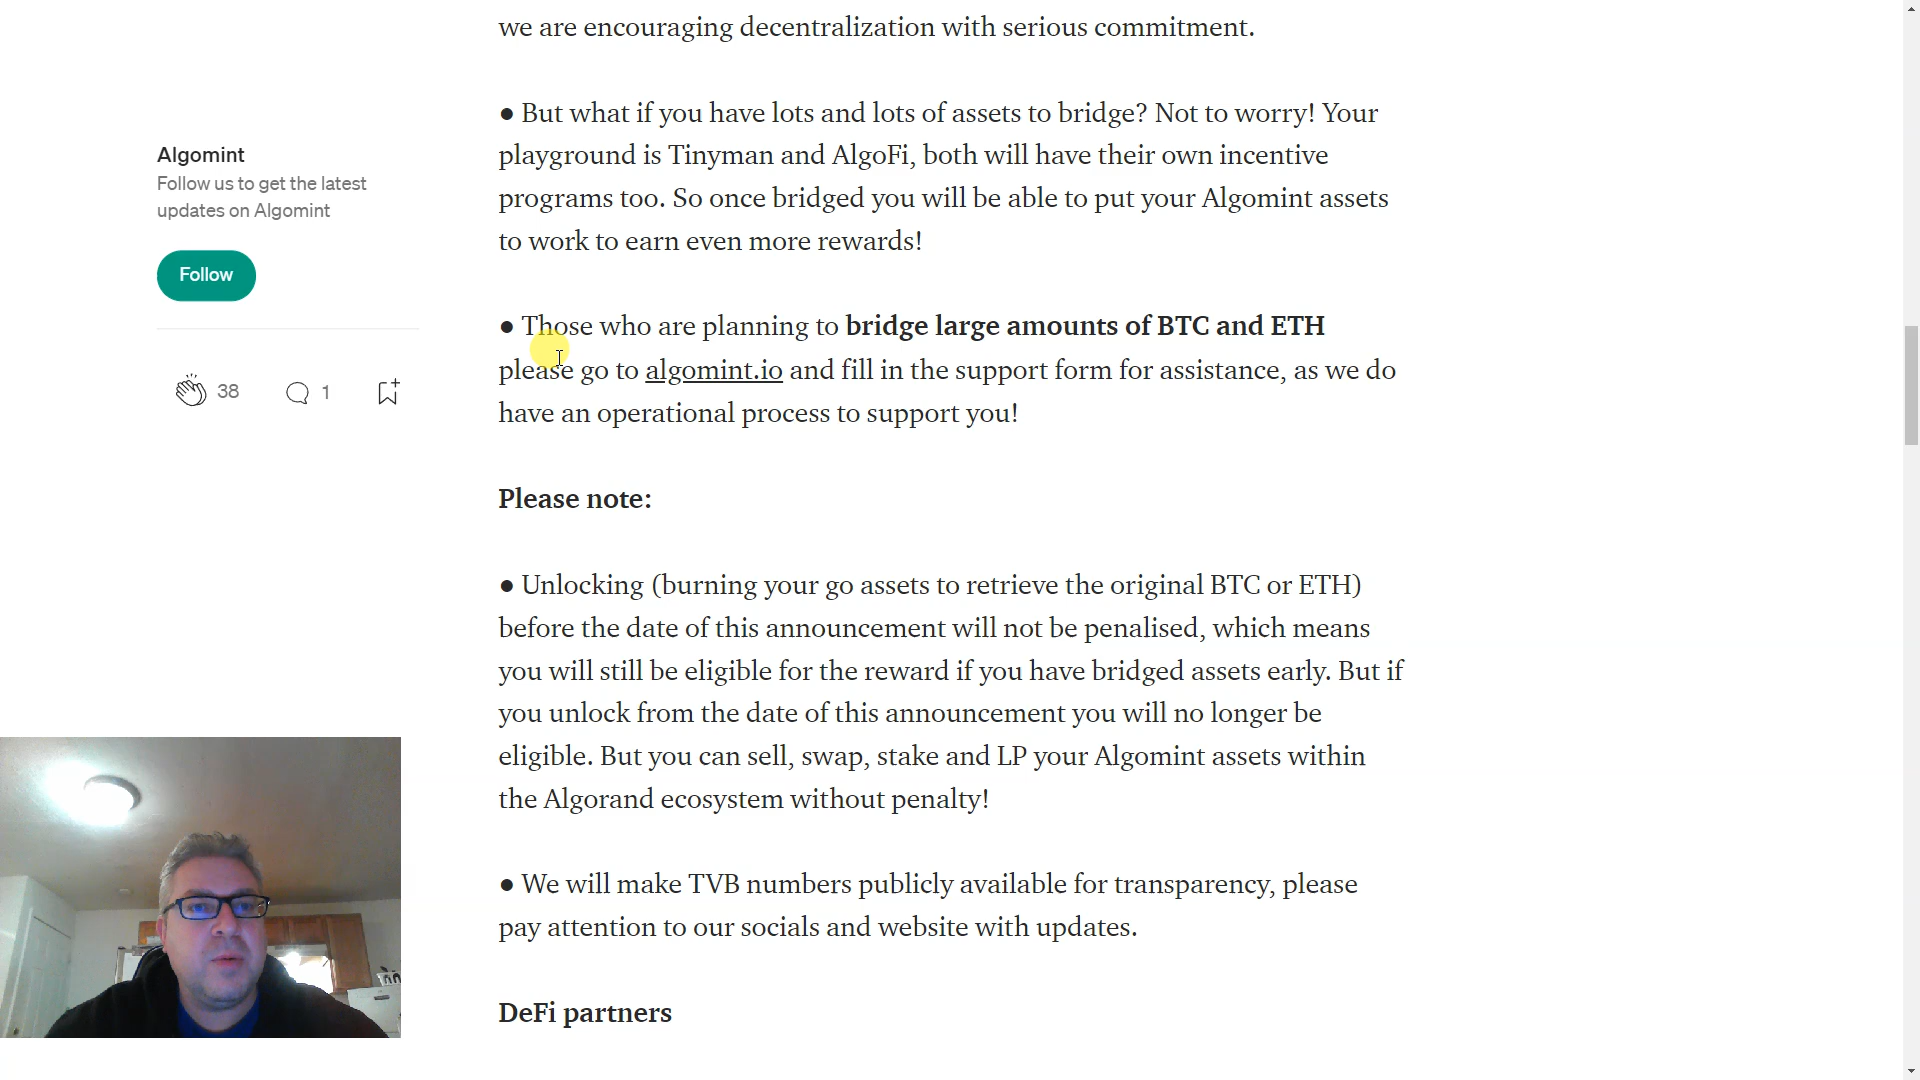 we are encouraging decentralization with serious commitment.
● But what if you have lots and lots of assets to bridge? Not to worry! Your
playground is Tinyman and AlgoFi, both will have their own incentive
programs too. So once bridged you will be able to put your Algomint assets
to work to earn even more rewards!
Algomint
Follow us to get the latest
updates on Algomint
Follow
38
1
● Those who are planning to bridge large amounts of BTC and ETH
please go to algomint.io and fill in the support form for assistance, as we do
have an operational process to support you!
Please note:
● Unlocking (burning your go assets to retrieve the original BTC or ETH)
before the date of this announcement will not be penalised, which means
you will still be eligible for the reward if you have bridged assets early. But if
you unlock from the date of this announcement you will no longer be
eligible. But you can sell, swap, stake and LP your Algomint assets within
the Algorand ecosystem without penalty!
● We will make TVB numbers publicly available for transparency, please
pay attention to our socials and website with updates.
DeFi partners